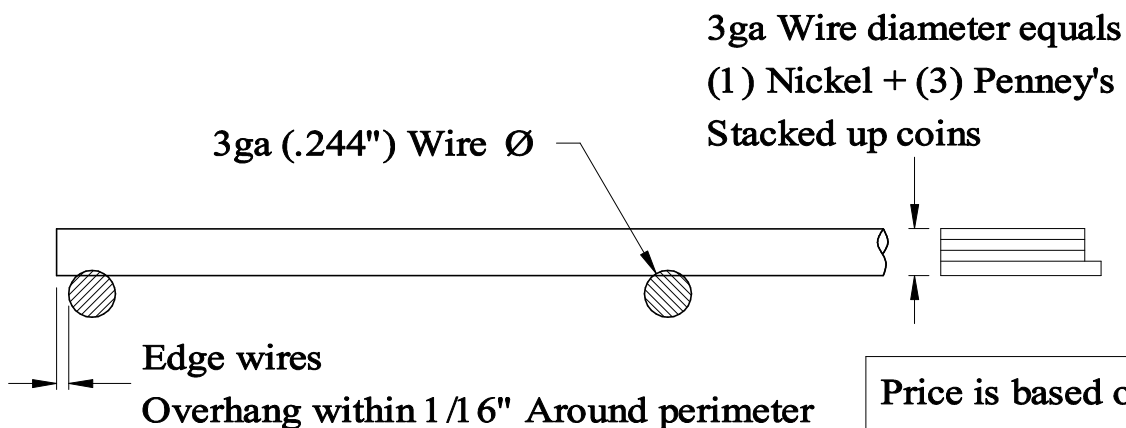 3ga Wire diameter equals
(1) Nickel + (3) Penney's
Stacked up coins
3ga (.244") Wire Ø
Edge wires
Overhang within 1/16" Around perimeter
Price is based o